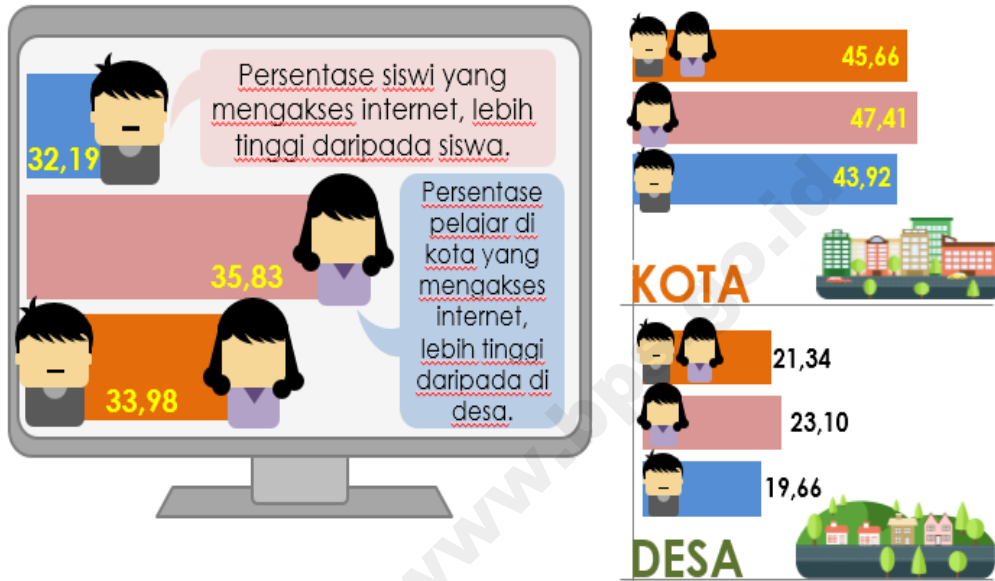 32,19
Persentase siswi yang
mengakses internet, lebih
tinggi daripada siswa.
35,83
Persentase
pelajar di
kota yang
mengakses
internet,
lebih tinggi
daripada di
desa.
33,98
45,66
47,41
43,92
KOTA
21,34
23,10
19,66
DESA
www.bps.go.id